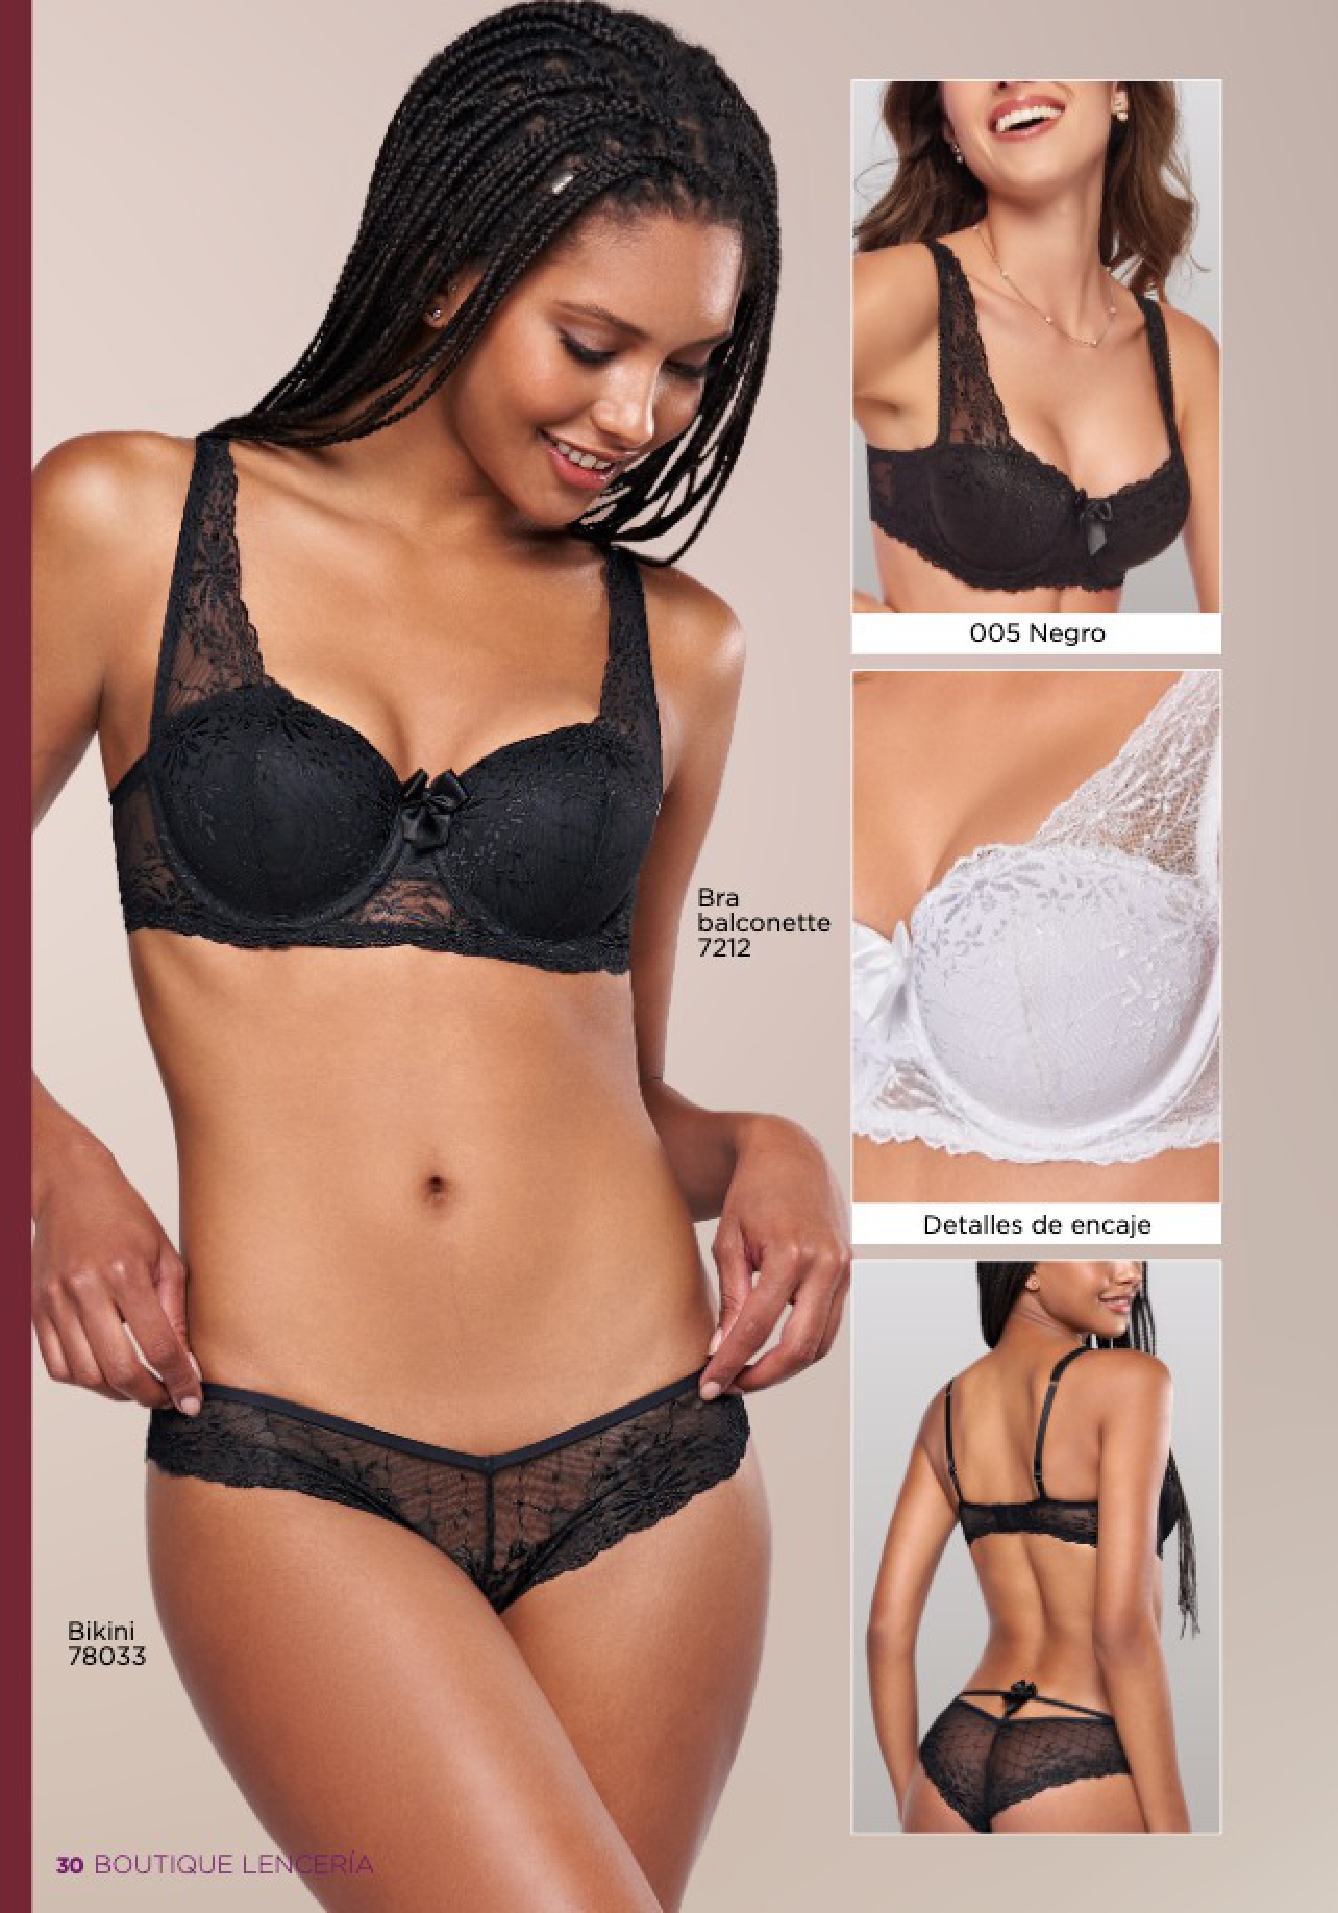 005 Negro
Bra
balconette
7212
Detalles de encaje
Bikini
78033
30 BOUTIQUE LENCERÍA